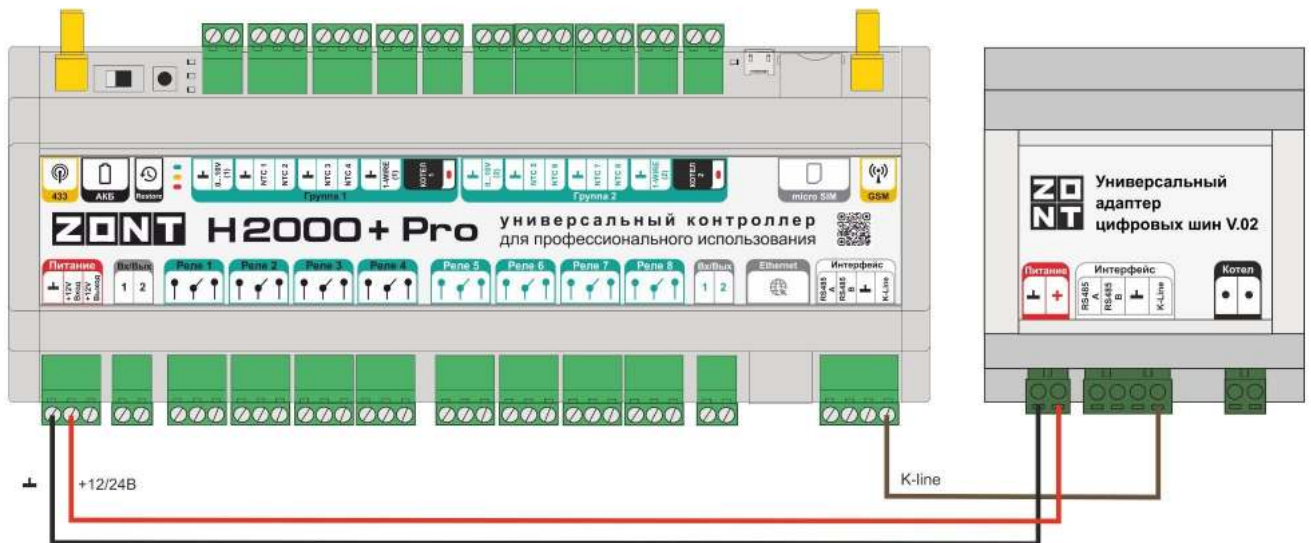 433
АКБ
Restore
0...10V (1)
NTC 1
NTC 2
NTC 3
NTC 4
1-WIRE (1)
КОТЕЛ 1
Группа 1
0...10V (2)
NTC 5
NTC 6
NTC 7
NTC 8
1-WIRE (2)
КОТЕЛ 2
Группа 2
micro SIM
GSM
ZONT H2000+ Pro
универсальный контроллер
для профессионального использования
Питание
+12V Вход
+12V Выход
Вх/Вых
1 2
Реле 1
Реле 2
Реле 3
Реле 4
Реле 5
Реле 6
Реле 7
Реле 8
Вх/Вых
1 2
Ethernet
Интерфейс
RS485 A
RS485 B
K-Line
ZONT
Универсальный
адаптер
цифровых шин V.02
Питание
+
Интерфейс
RS485 A
RS485 B
K-Line
Котел
+12/24В
K-line